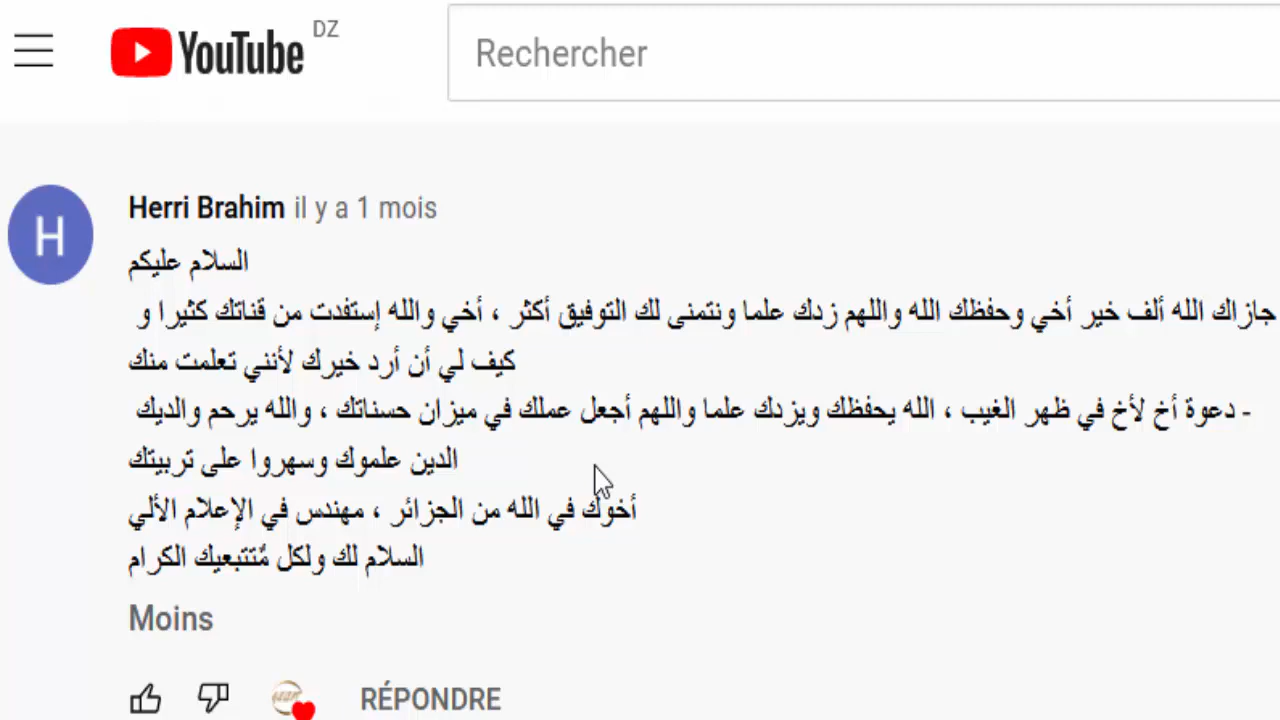 YouTube DZ
Rechercher
H
Herri Brahim il y a 1 mois
السلام عليكم
جازاك الله ألف خير أخي وحفظك الله واللهم زدك علما ونتمنى لك التوفيق أكثر ، أخي والله إستفدت من قناتك كثيرا و
كيف لي أن أرد خيرك لأنني تعلمت منك
- دعوة أخ لأخ في ظهر الغيب ، الله يحفظك ويزدك علما واللهم أجعل عملك في ميزان حسناتك ، والله يرحم والديك
الدين علموك وسهروا على تربيتك
أخوك في الله من الجزائر ، مهندس في الإعلام الألي
السلام لك ولكل مٌتتبعيك الكرام
Moins
RÉPONDRE